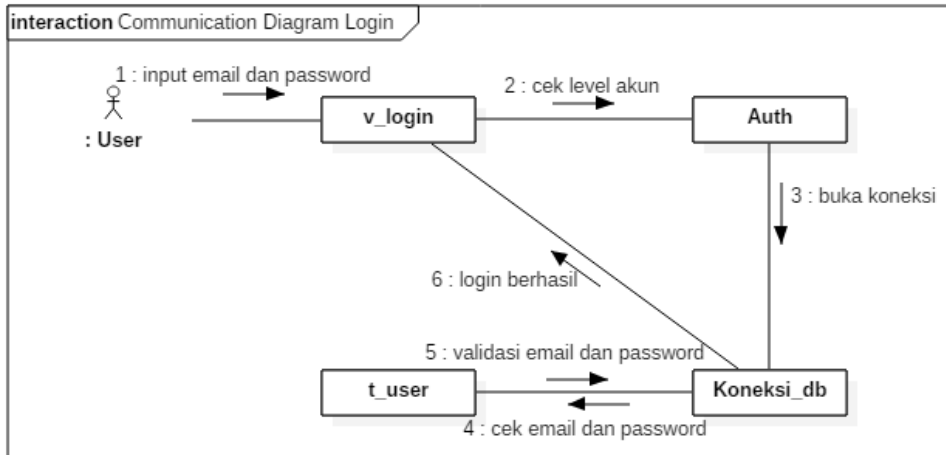 interaction Communication Diagram Login
1 : input email dan password
2 : cek level akun
v_login
Auth
: User
3 : buka koneksi
6 : login berhasil
5 : validasi email dan password
t_user
Koneksi_db
4 : cek email dan password